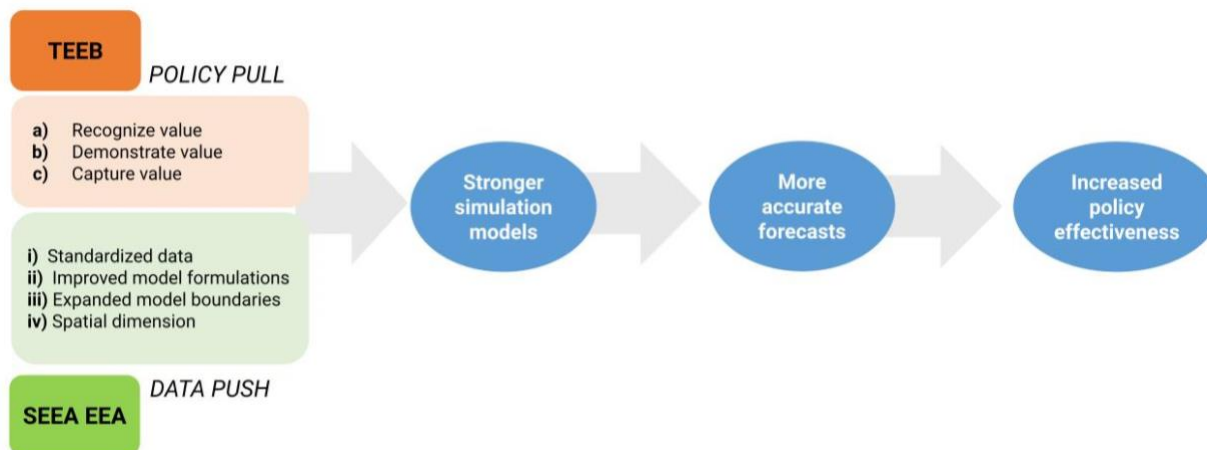 TEEB
POLICY PULL
a) Recognize value
b) Demonstrate value
c) Capture value
i) Standardized data
ii) Improved model formulations
iii) Expanded model boundaries
iv) Spatial dimension
DATA PUSH
SEEA EEA
Stronger
simulation
models
More
accurate
forecasts
Increased
policy
effectiveness